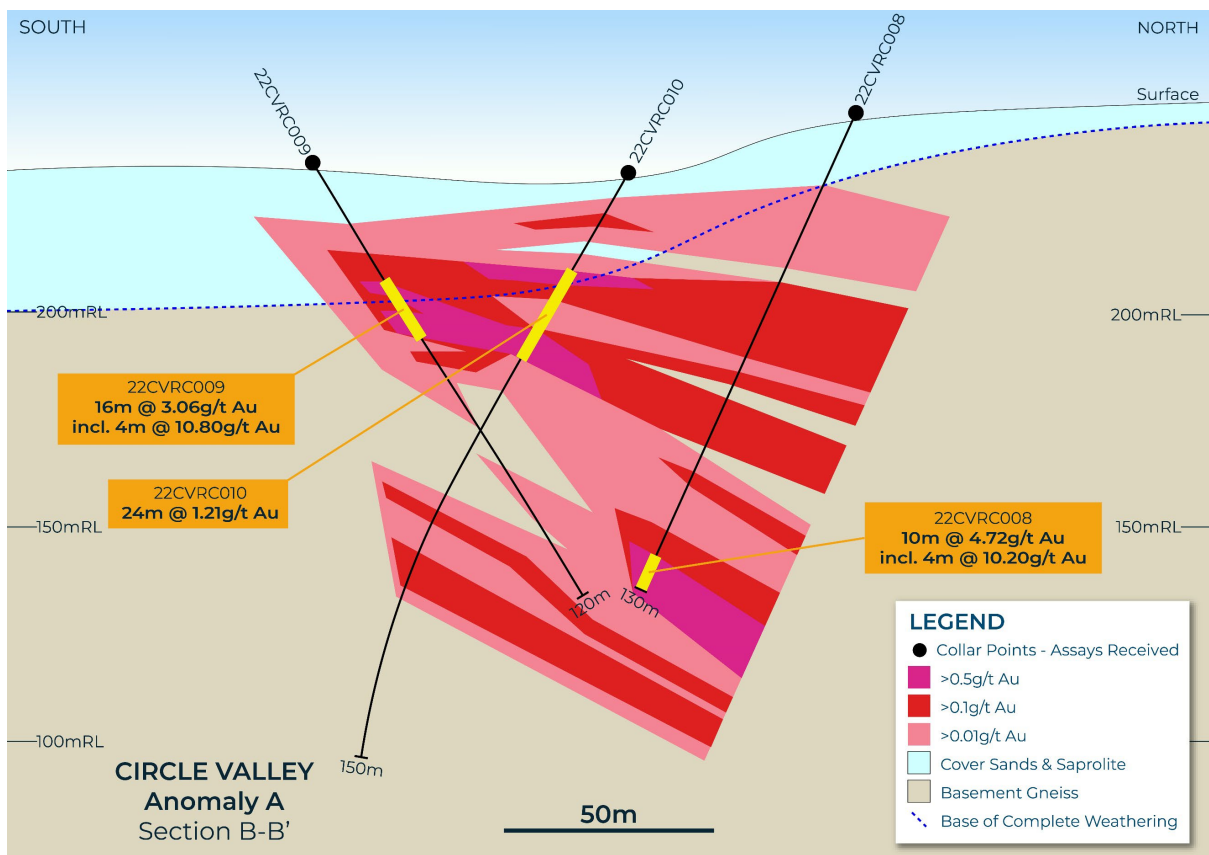 SOUTH
NORTH
22CVRC009
22CVRC010
22CVRC008
Surface
200mRL
200mRL
22CVRC009
16m @ 3.06g/t Au
incl. 4m @ 10.80g/t Au
22CVRC010
24m @ 1.21g/t Au
150mRL
150mRL
22CVRC008
10m @ 4.72g/t Au
incl. 4m @ 10.20g/t Au
120m
130m
100mRL
150m
CIRCLE VALLEY
Anomaly A
Section B-B’
50m
LEGEND
Collar Points - Assays Received
>0.5g/t Au
>0.1g/t Au
>0.01g/t Au
Cover Sands & Saprolite
Basement Gneiss
Base of Complete Weathering